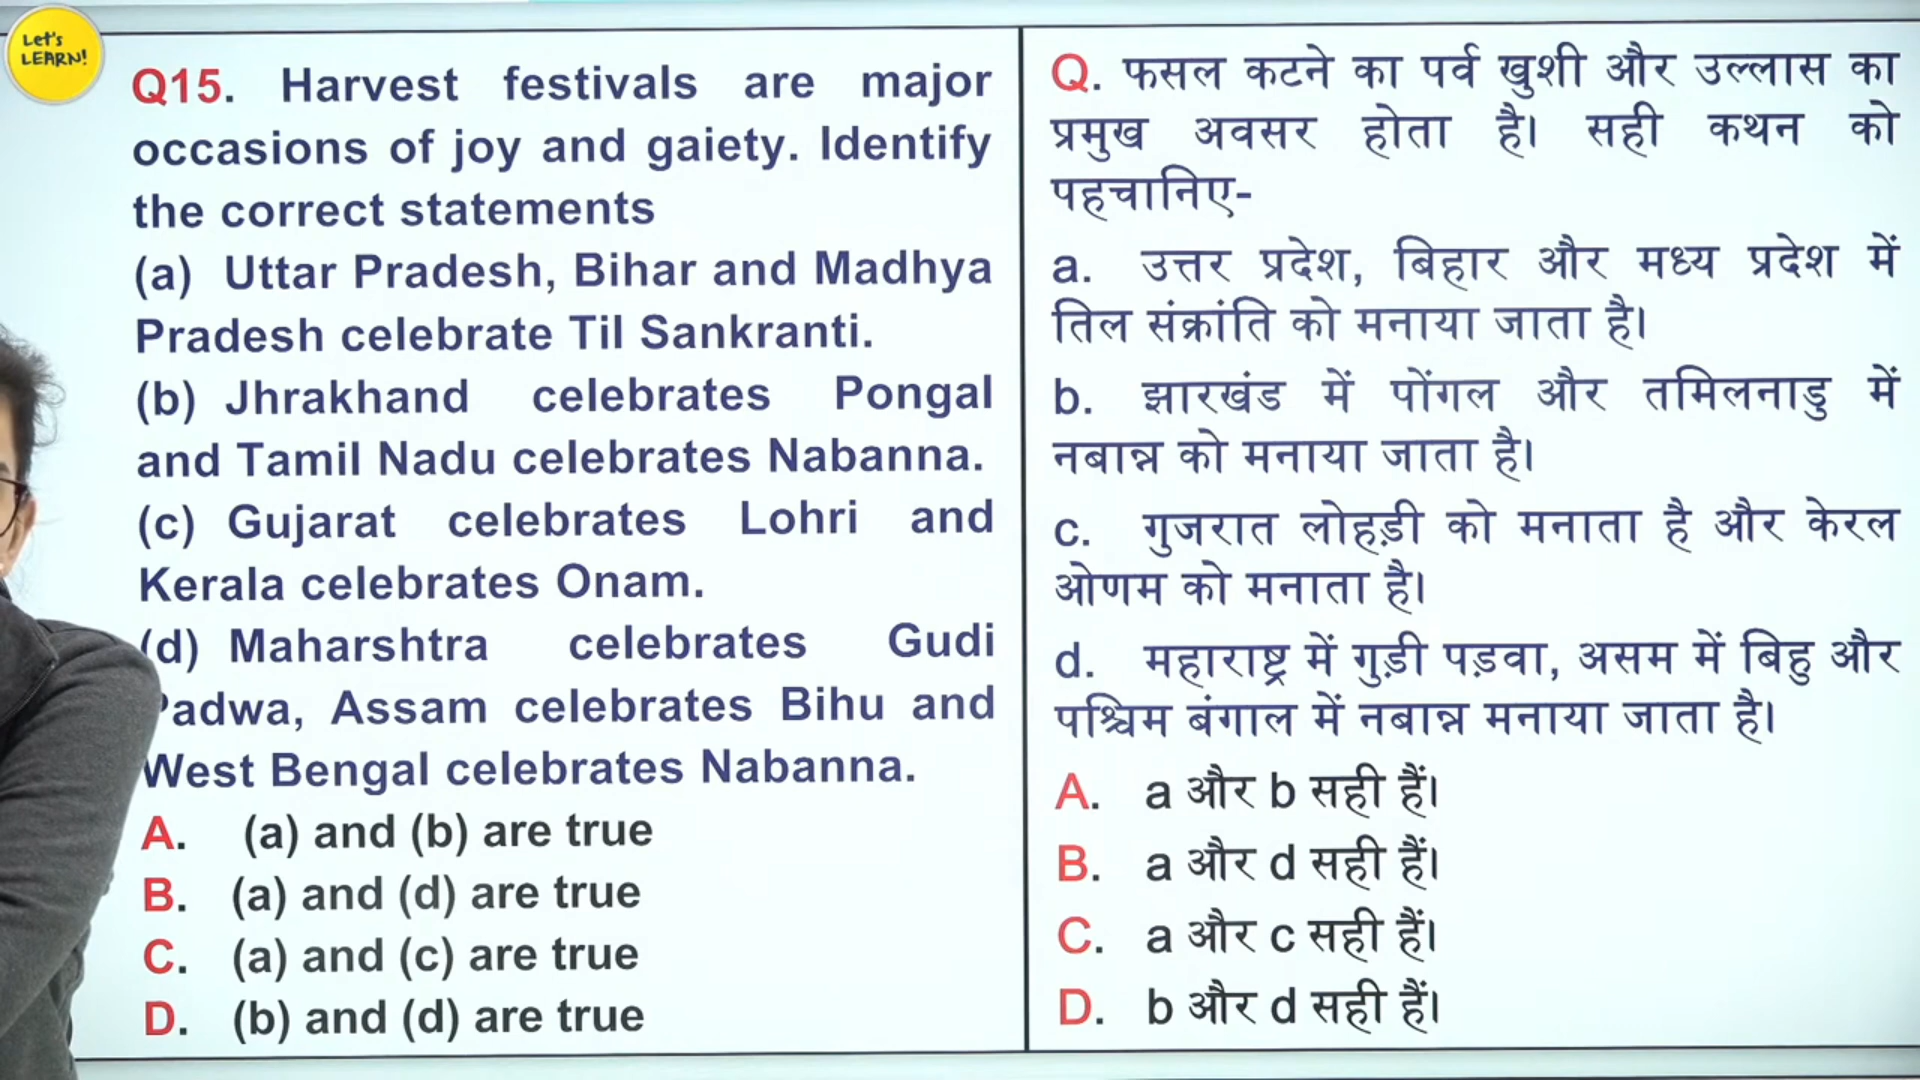 Let's
LEARN!
Q15. Harvest festivals are major
occasions of joy and gaiety. Identify
the correct statements
(a) Uttar Pradesh, Bihar and Madhya
Pradesh celebrate Til Sankranti.
(b) Jhrakhand celebrates Pongal
and Tamil Nadu celebrates Nabanna.
(c) Gujarat celebrates Lohri and
Kerala celebrates Onam.
(d) Maharshtra celebrates Gudi
Padwa, Assam celebrates Bihu and
West Bengal celebrates Nabanna.
A. (a) and (b) are true
B. (a) and (d) are true
C. (a) and (c) are true
D. (b) and (d) are true
Q. फसल कटने का पर्व खुशी और उल्लास का
प्रमुख अवसर होता है। सही कथन को
पहचानिए-
a. उत्तर प्रदेश, बिहार और मध्य प्रदेश में
तिल संक्रांति को मनाया जाता है।
b. झारखंड में पोंगल और तमिलनाडु में
नबान्न को मनाया जाता है।
c. गुजरात लोहड़ी को मनाता है और केरल
ओणम को मनाता है।
d. महाराष्ट्र में गुड़ी पड़वा, असम में बिहु और
पश्चिम बंगाल में नबान्न मनाया जाता है।
A. a और b सही हैं।
B. a और d सही हैं।
C. a और c सही हैं।
D. b और d सही हैं।